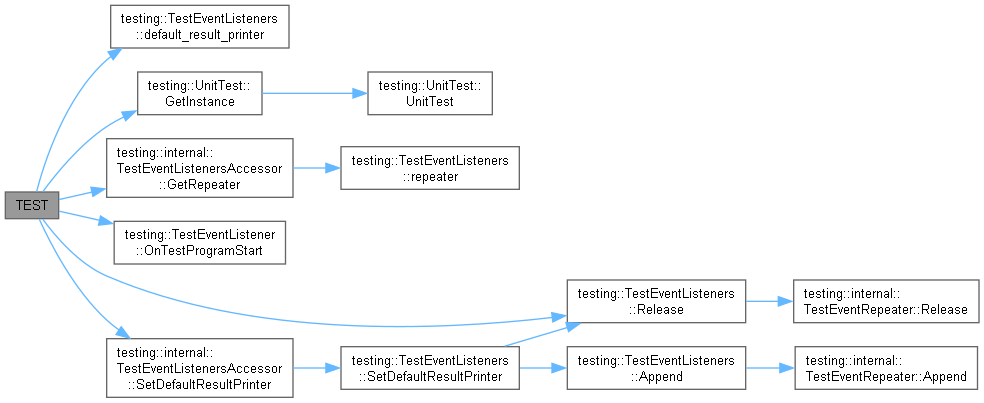 TEST
testing::TestEventListeners
::default_result_printer
testing::UnitTest::
GetInstance
testing::UnitTest::
UnitTest
testing::internal::
TestEventListenersAccessor
::GetRepeater
testing::TestEventListeners
::repeater
testing::TestEventListener
::OnTestProgramStart
testing::TestEventListeners
::Release
testing::internal::
TestEventRepeater::Release
testing::internal::
TestEventListenersAccessor
::SetDefaultResultPrinter
testing::TestEventListeners
::SetDefaultResultPrinter
testing::TestEventListeners
::Append
testing::internal::
TestEventRepeater::Append